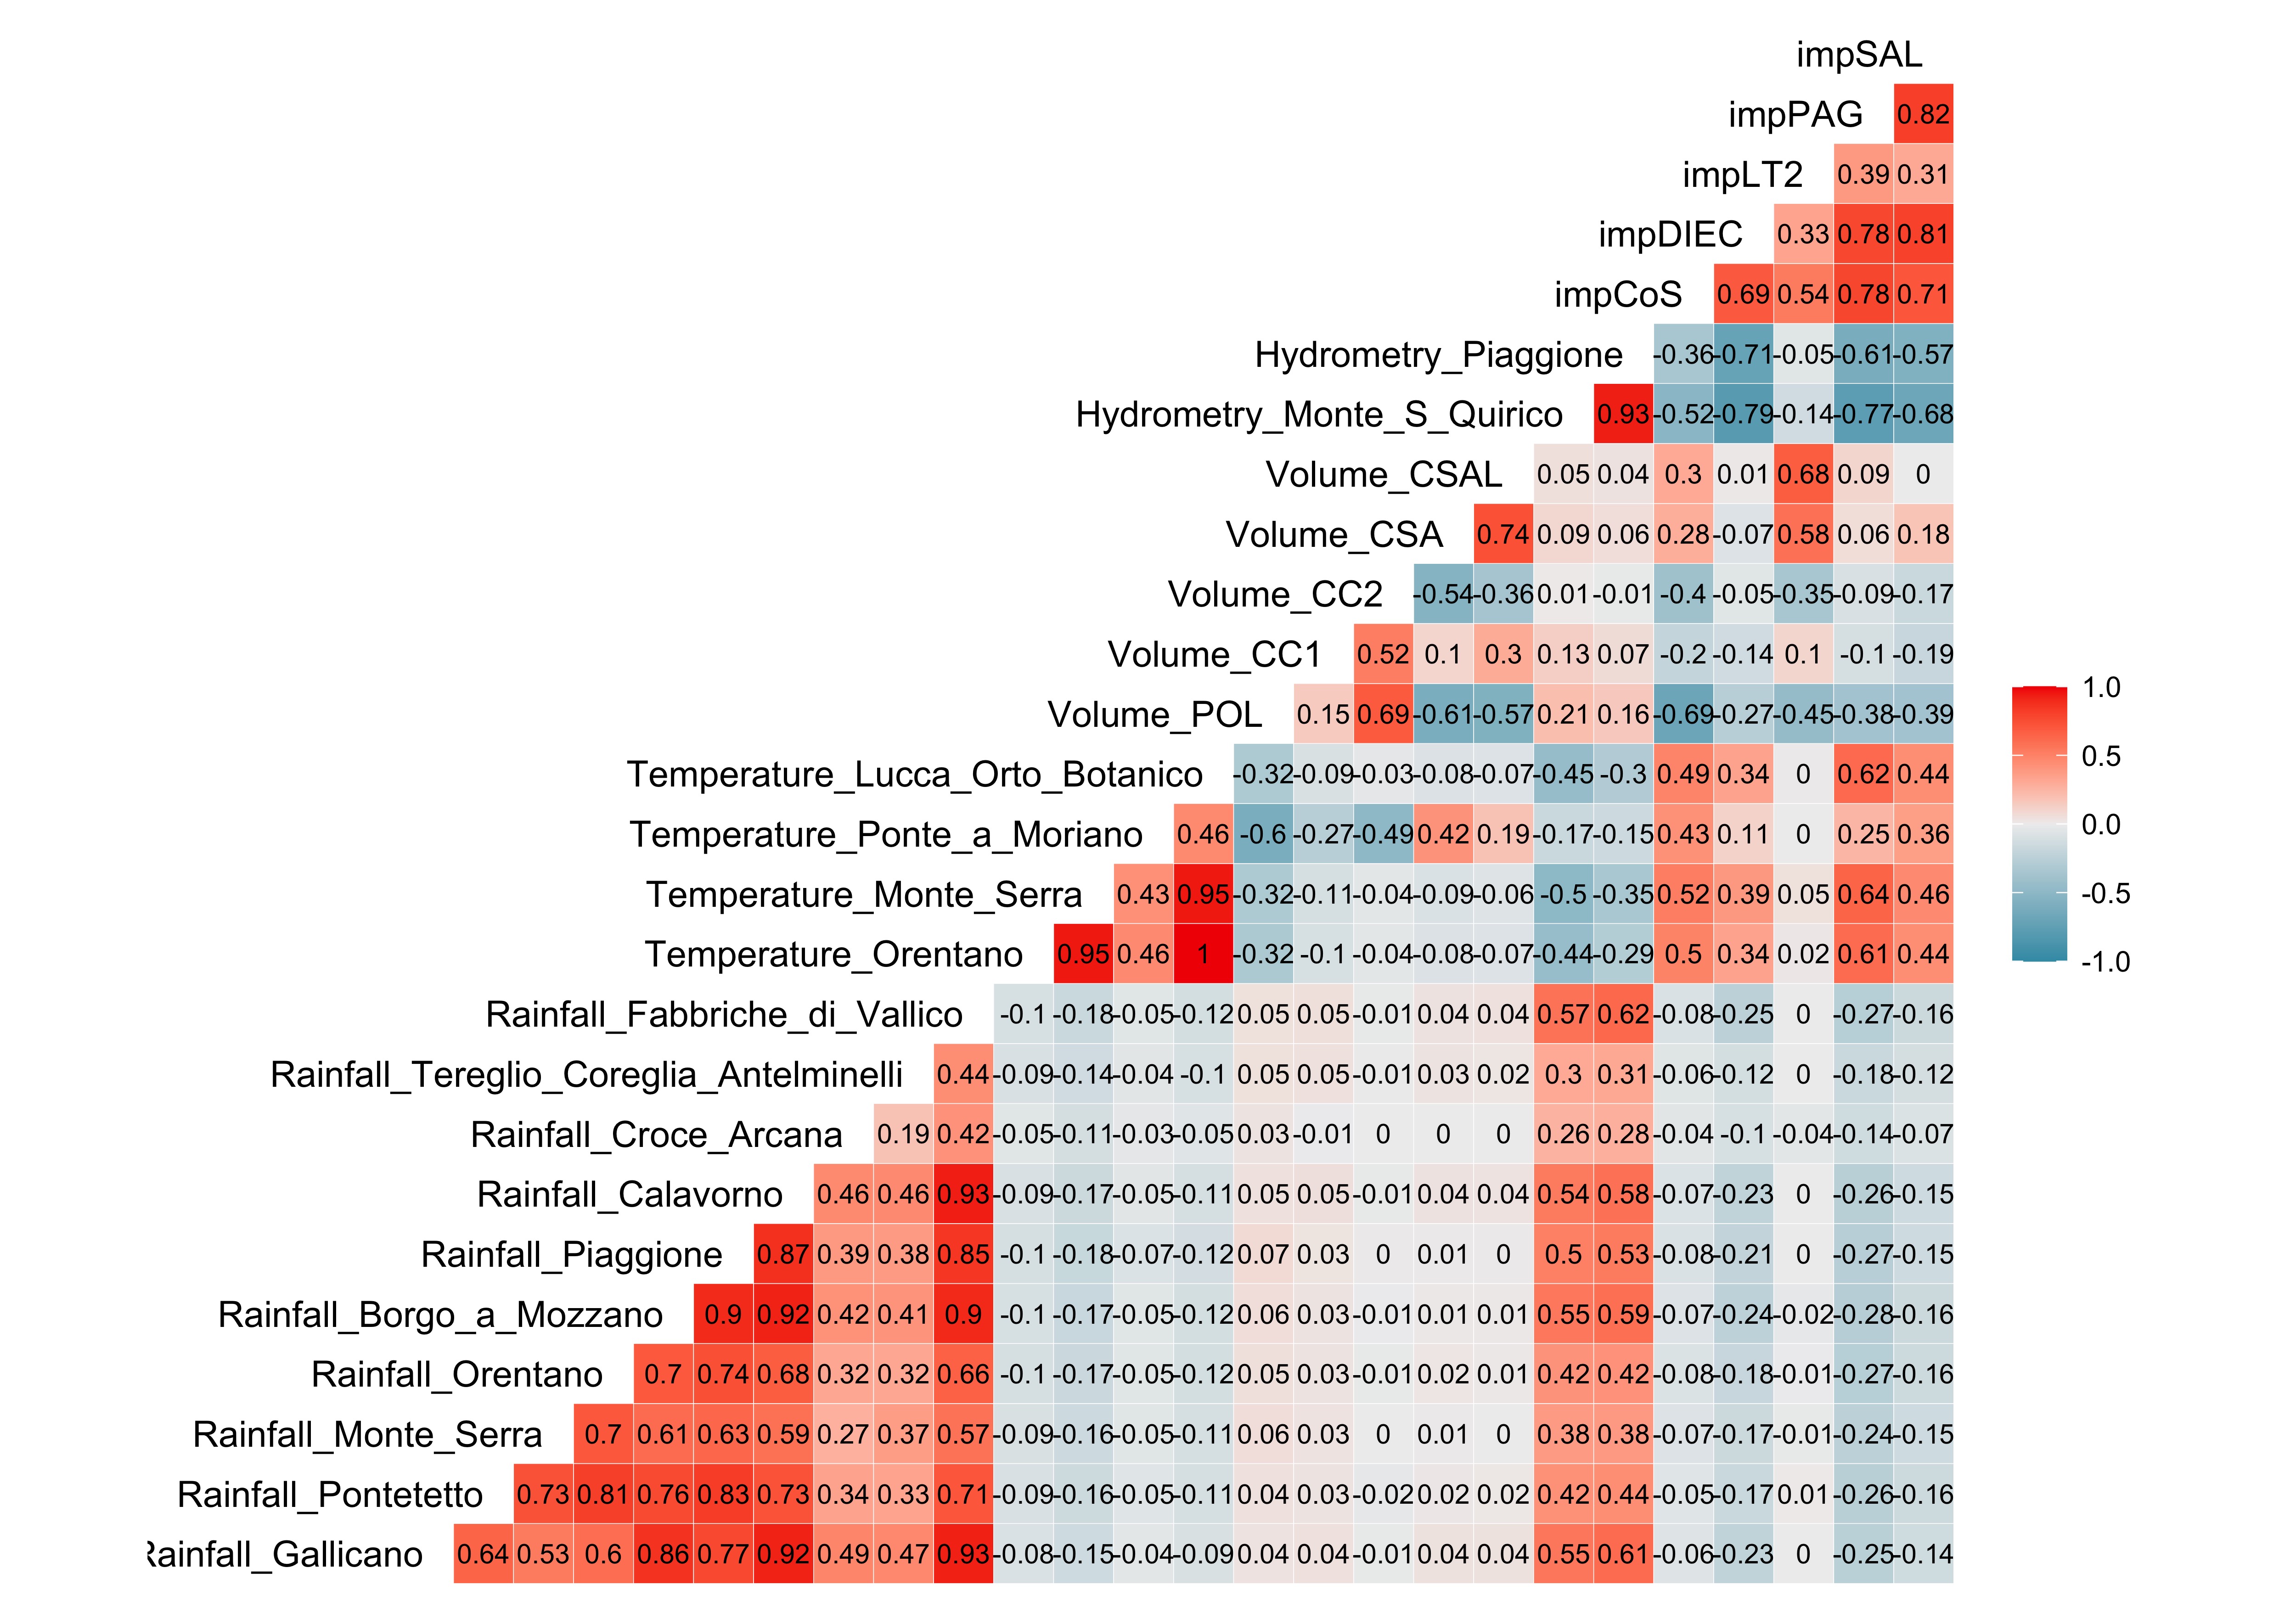 impSAL
impPAG 0.82
impLT2 0.39 0.31
impDIEC 0.33 0.78 0.81
impCoS 0.69 0.54 0.78 0.71
Hydrometry_Piaggione -0.36 -0.71 -0.05 -0.61 -0.57
Hydrometry_Monte_S_Quirico 0.93 -0.52 -0.79 -0.14 -0.77 -0.68
Volume_CSAL 0.05 0.04 0.3 0.01 0.68 0.09 0
Volume_CSA 0.74 0.09 0.06 0.28 -0.07 0.58 0.06 0.18
Volume_CC2 -0.54 -0.36 0.01 -0.01 -0.4 -0.05 -0.35 -0.09 -0.17
Volume_CC1 0.52 0.1 0.3 0.13 0.07 -0.2 -0.14 0.1 -0.1 -0.19
Volume_POL 0.15 0.69 -0.61 -0.57 0.21 0.16 -0.69 -0.27 -0.45 -0.38 -0.39
Temperature_Lucca_Orto_Botanico -0.32 -0.09 -0.03 -0.08 -0.07 -0.45 -0.3 0.49 0.34 0 0.62 0.44
Temperature_Ponte_a_Moriano 0.46 -0.6 -0.27 -0.49 0.42 0.19 -0.17 -0.15 0.43 0.11 0 0.25 0.36
Temperature_Monte_Serra 0.43 0.95 -0.32 -0.11 -0.04 -0.09 -0.06 -0.5 -0.35 0.52 0.39 0.05 0.64 0.46
Temperature_Orentano 0.95 0.46 1 -0.32 -0.1 -0.04 -0.08 -0.07 -0.44 -0.29 0.5 0.34 0.02 0.61 0.44
Rainfall_Fabbriche_di_Vallico -0.1 -0.18 -0.05 -0.12 0.05 0.05 -0.01 0.04 0.04 0.57 0.62 -0.08 -0.25 0 -0.27 -0.16
Rainfall_Tereglio_Coreglia_Antelminelli 0.44 -0.09 -0.14 -0.04 -0.1 0.05 0.05 -0.01 0.03 0.02 0.3 0.31 -0.06 -0.12 0 -0.18 -0.12
Rainfall_Croce_Arcana 0.19 0.42 -0.05 -0.11 -0.03 -0.05 0.03 -0.01 0 0 0 0.26 0.28 -0.04 -0.1 -0.04 -0.14 -0.07
Rainfall_Calavorno 0.46 0.46 0.93 -0.09 -0.17 -0.05 -0.11 0.05 0.05 -0.01 0.04 0.04 0.54 0.58 -0.07 -0.23 0 -0.26 -0.15
Rainfall_Piaggione 0.87 0.39 0.38 0.85 -0.1 -0.18 -0.07 -0.12 0.07 0.03 0 0.01 0 0.5 0.53 -0.08 -0.21 0 -0.27 -0.15
Rainfall_Borgo_a_Mozzano 0.9 0.92 0.42 0.41 0.9 -0.1 -0.17 -0.05 -0.12 0.06 0.03 -0.01 0.01 0.01 0.55 0.59 -0.07 -0.24 -0.02 -0.28 -0.16
Rainfall_Orentano 0.7 0.74 0.68 0.32 0.32 0.66 -0.1 -0.17 -0.05 -0.12 0.05 0.03 -0.01 0.02 0.01 0.42 0.42 -0.08 -0.18 -0.01 -0.27 -0.16
Rainfall_Monte_Serra 0.7 0.61 0.63 0.59 0.27 0.37 0.57 -0.09 -0.16 -0.05 -0.11 0.06 0.03 0 0.01 0 0.38 0.38 -0.07 -0.17 -0.01 -0.24 -0.15
Rainfall_Pontetetto 0.73 0.81 0.76 0.83 0.73 0.34 0.33 0.71 -0.09 -0.16 -0.05 -0.11 0.04 0.03 -0.02 0.02 0.02 0.42 0.44 -0.05 -0.17 0.01 -0.26 -0.16
Rainfall_Gallicano 0.64 0.53 0.6 0.86 0.77 0.92 0.49 0.47 0.93 -0.08 -0.15 -0.04 -0.09 0.04 0.04 -0.01 0.04 0.04 0.55 0.61 -0.06 -0.23 0 -0.25 -0.14
1.0
0.5
0.0
-0.5
-1.0